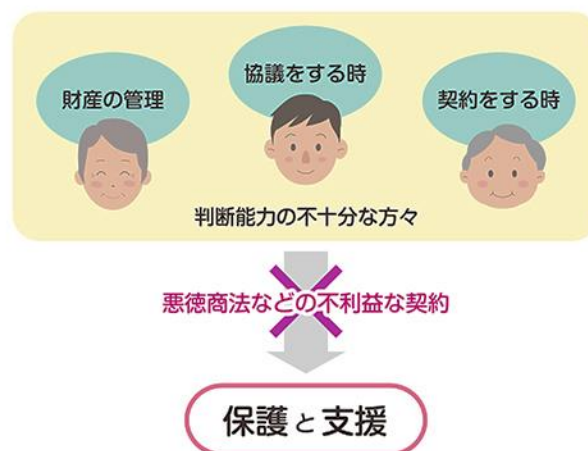 財産の管理
協議をする時
契約をする時
判断能力の不十分な方々
悪徳商法などの不利益な契約
保護と支援